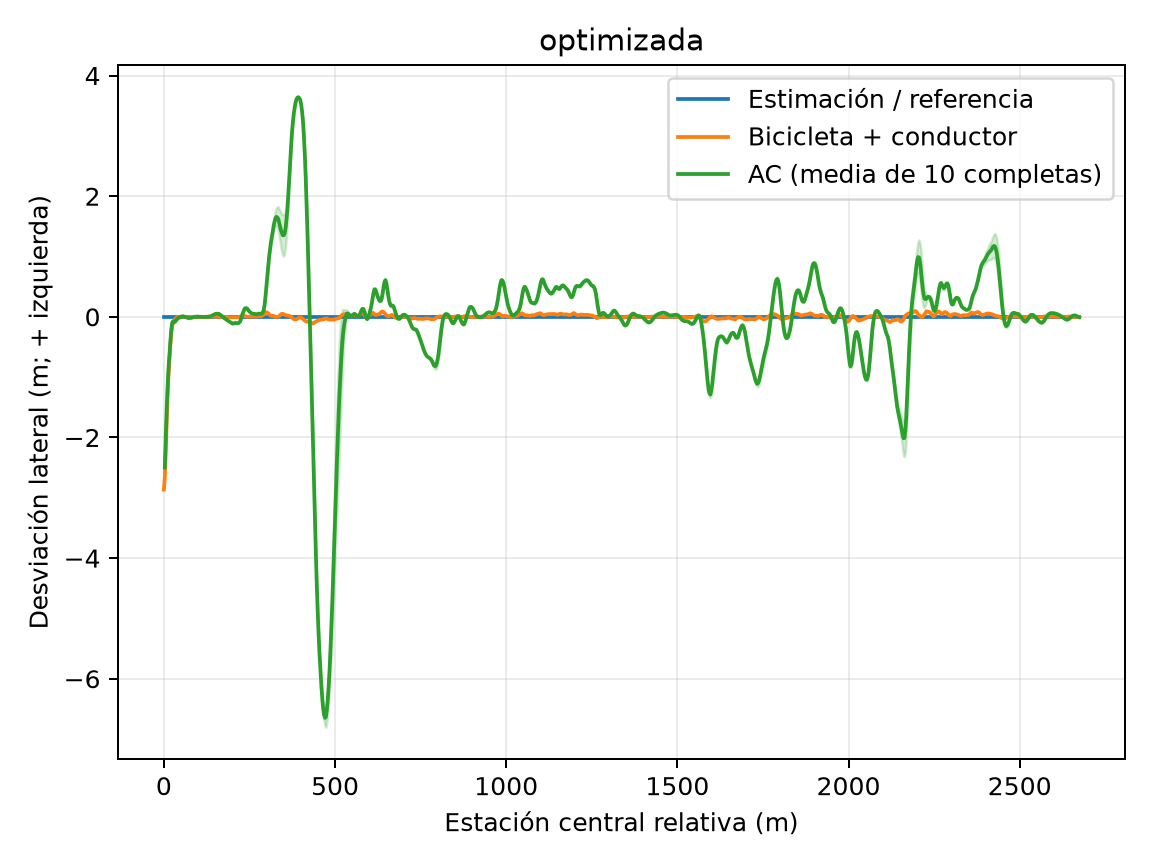 optimizada
Estimación / referencia
Bicicleta + conductor
AC (media de 10 completas)
Desviación lateral (m; + izquierda)
4
2
0
−2
−4
−6
0 500 1000 1500 2000 2500
Estación central relativa (m)